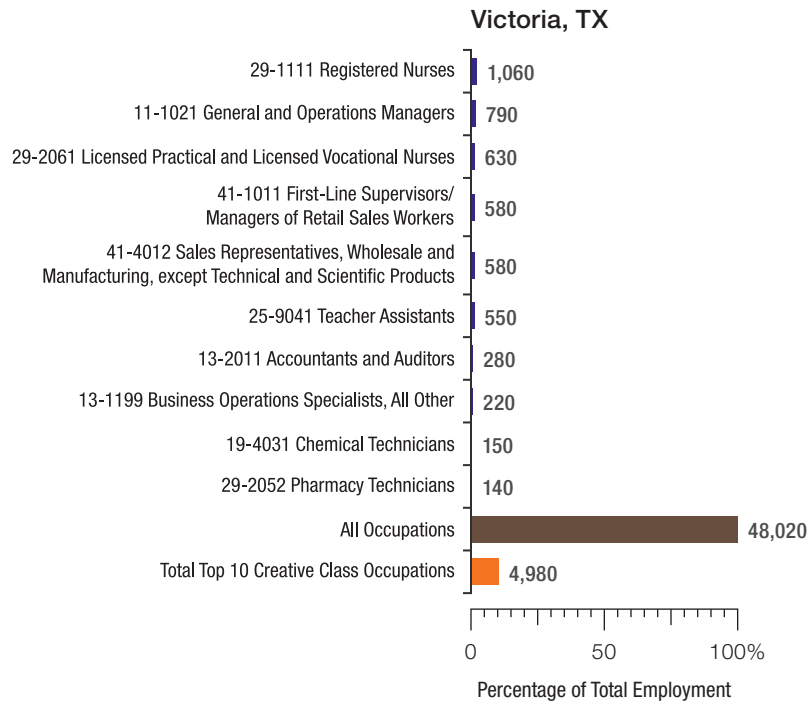 Victoria, TX
29-1111 Registered Nurses 1,060
11-1021 General and Operations Managers 790
29-2061 Licensed Practical and Licensed Vocational Nurses 630
41-1011 First-Line Supervisors/
Managers of Retail Sales Workers 580
41-4012 Sales Representatives, Wholesale and
Manufacturing, except Technical and Scientific Products 580
25-9041 Teacher Assistants 550
13-2011 Accountants and Auditors 280
13-1199 Business Operations Specialists, All Other 220
19-4031 Chemical Technicians 150
29-2052 Pharmacy Technicians 140
All Occupations 48,020
Total Top 10 Creative Class Occupations 4,980
0 50 100%
Percentage of Total Employment